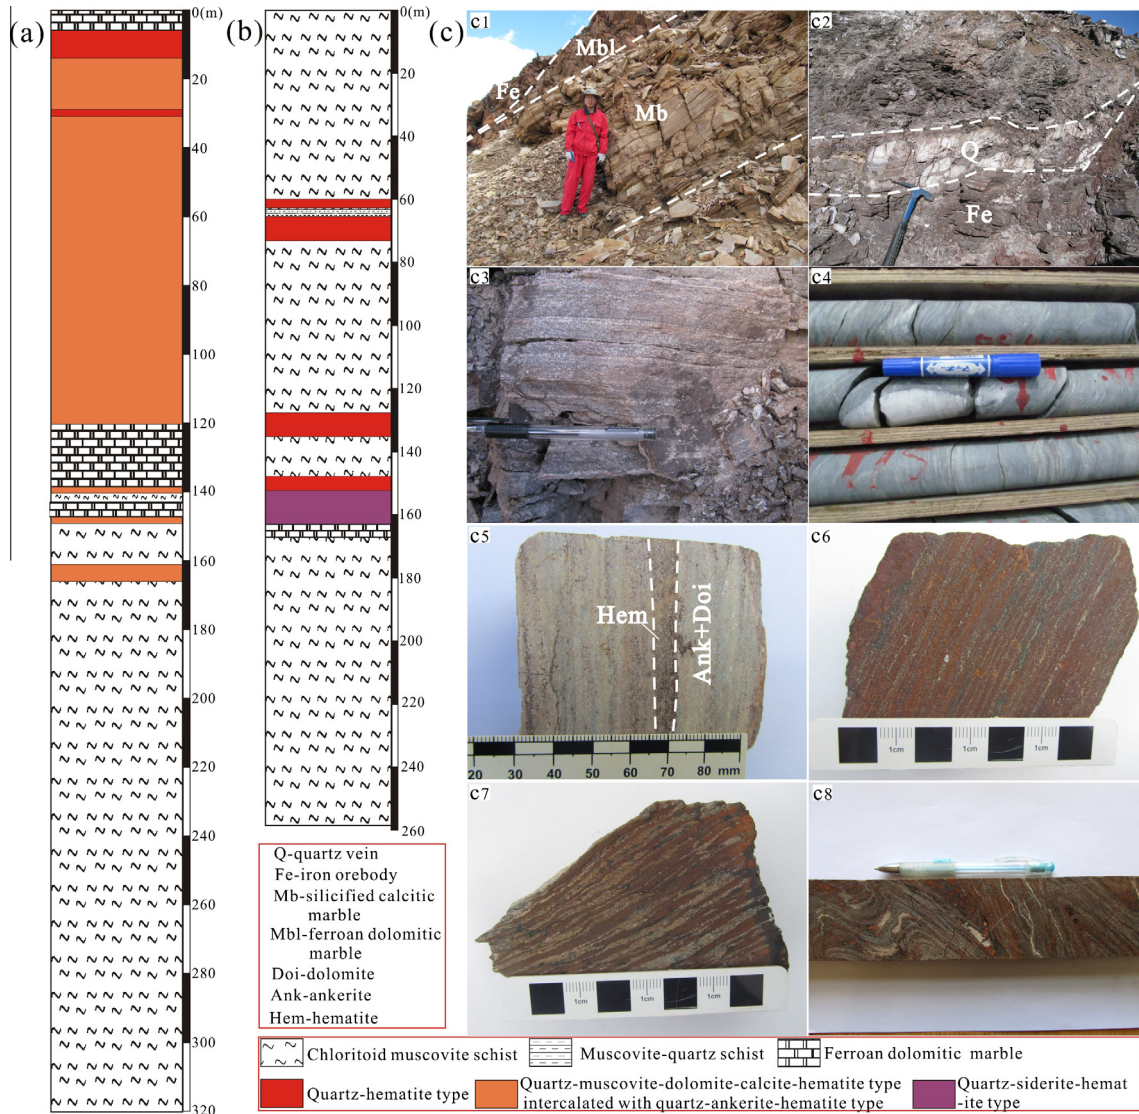 (a)
0(m)
20
40
60
80
100
120
140
160
180
200
220
240
260
280
300
320
(b)
0(m)
20
40
60
80
100
120
140
160
180
200
220
240
260
(c)
c1
Mbl
Fe
Mb
c2
Q
Fe
c3
c4
c5
Hem
Ank+Doi
20 30 40 50 60 70 80 mm
c6
1cm 1cm 1cm
c7
1cm 1cm 1cm
c8
Q-quartz vein
Fe-iron orebody
Mb-silicified calcitic
marble
Mbl-ferroan dolomitic
marble
Doi-dolomite
Ank-ankerite
Hem-hematite
Chloritoid muscovite schist
Muscovite-quartz schist
Ferroan dolomitic marble
Quartz-hematite type
Quartz-muscovite-dolomite-calcite-hematite type
intercalated with quartz-ankerite-hematite type
Quartz-siderite-hemat
-ite type